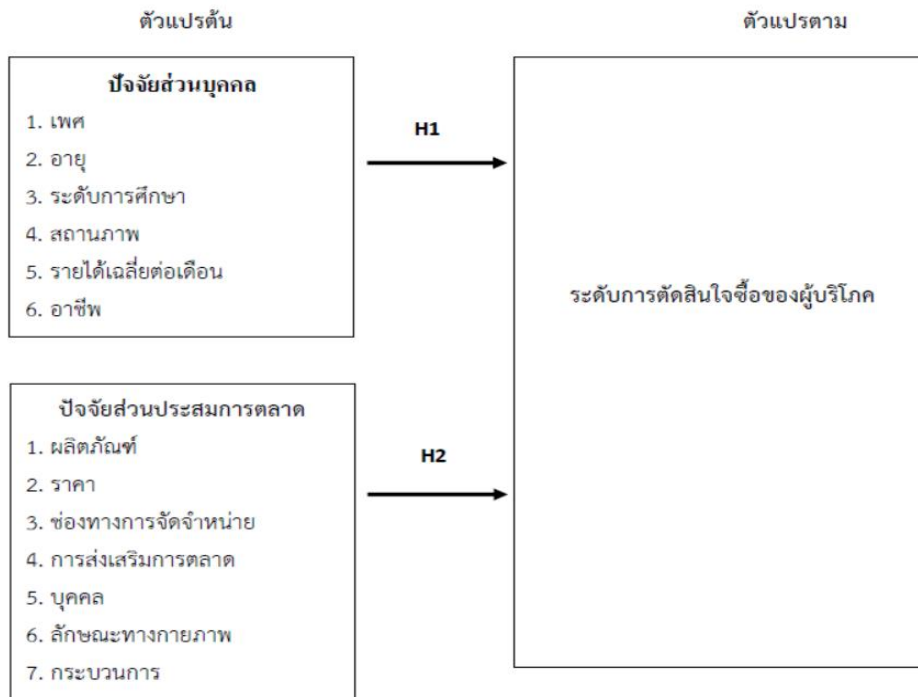 ตัวแปรต้น
ตัวแปรตาม
ปัจจัยส่วนบุคคล
1. เพศ
2. อายุ
3. ระดับการศึกษา
4. สถานภาพ
5. รายได้เฉลี่ยต่อเดือน
6. อาชีพ
H1
ระดับการตัดสินใจซื้อของผู้บริโภค
ปัจจัยส่วนประสมการตลาด
1. ผลิตภัณฑ์
2. ราคา
3. ช่องทางการจัดจำหน่าย
4. การส่งเสริมการตลาด
5. บุคคล
6. ลักษณะทางกายภาพ
7. กระบวนการ
H2